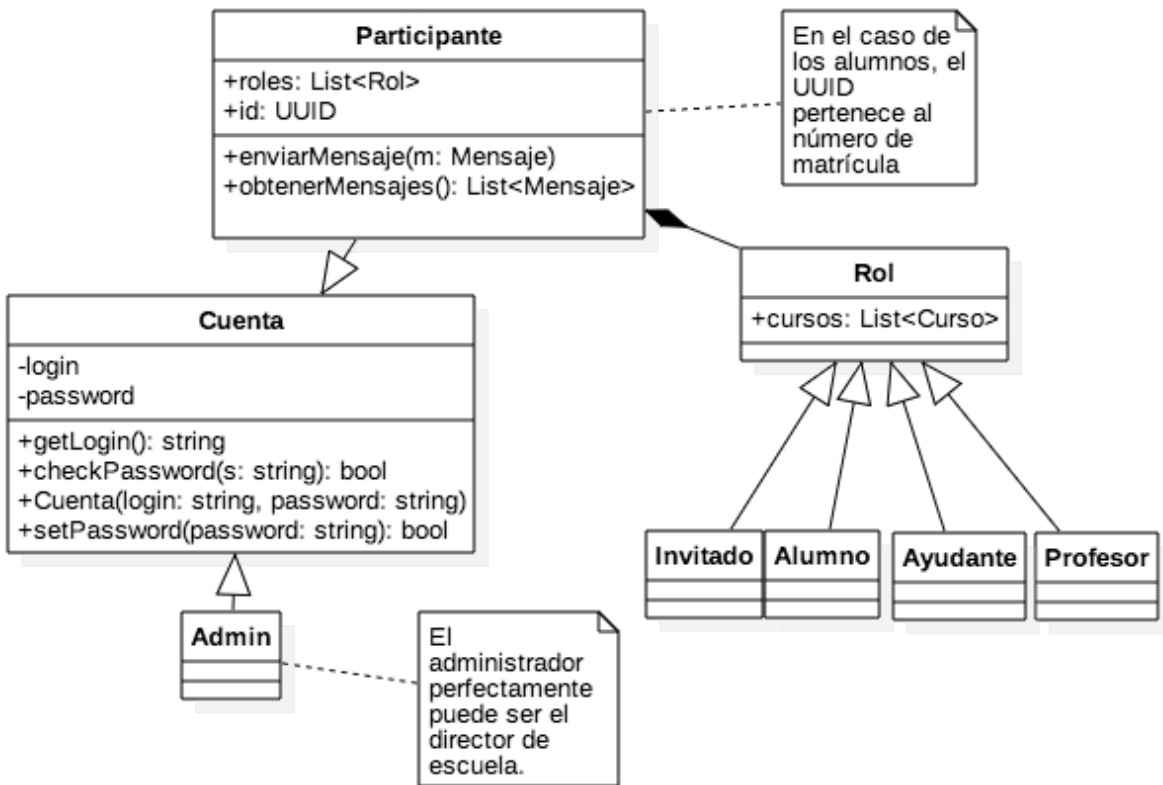 Participante
+roles: List<Rol>
+id: UUID
+enviarMensaje(m: Mensaje)
+obtenerMensajes(): List<Mensaje>
En el caso de
los alumnos, el
UUID
pertenece al
número de
matrícula
Rol
+cursos: List<Curso>
Cuenta
-login
-password
+getLogin(): string
+checkPassword(s: string): bool
+Cuenta(login: string, password: string)
+setPassword(password: string): bool
Invitado
Alumno
Ayudante
Profesor
Admin
El
administrador
perfectamente
puede ser el
director de
escuela.